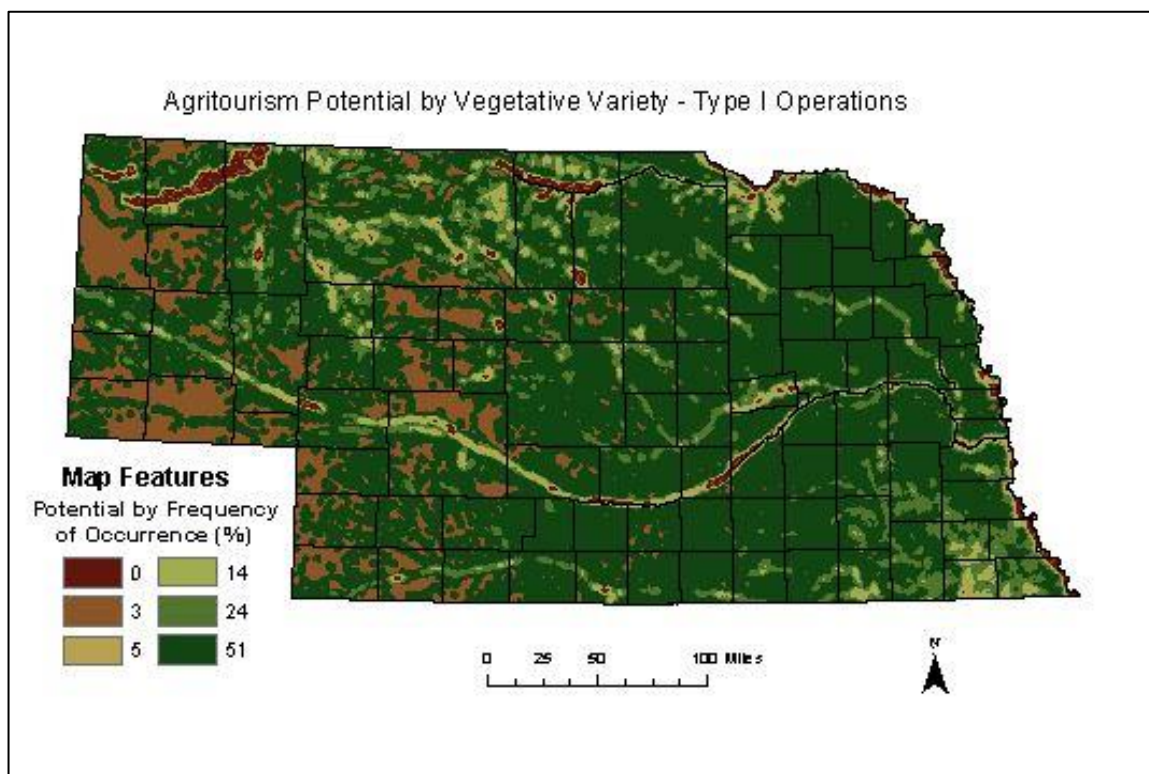 Agritourism Potential by Vegetative Variety - Type I Operations
Map Features
Potential by Frequency
of Occurrence (%)
0 14
3 24
5 51
0 25 50 100 Miles
N